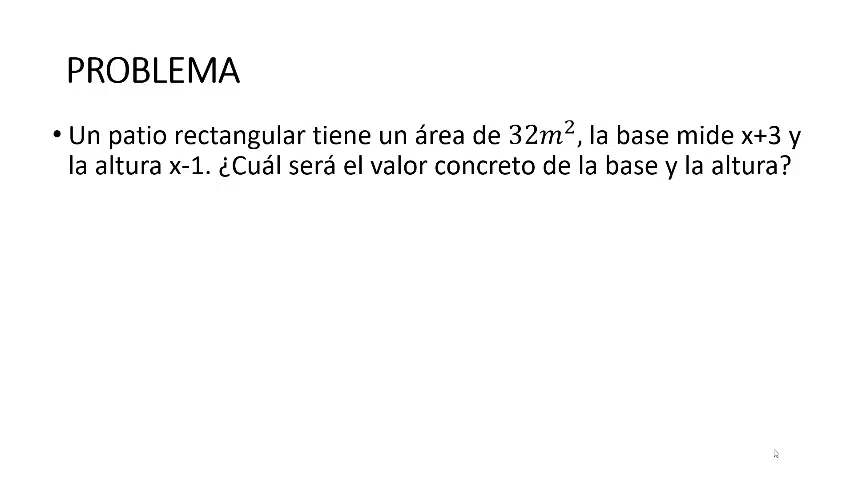 PROBLEMA
• Un patio rectangular tiene un área de 32m², la base mide x+3 y
la altura x-1. ¿Cuál será el valor concreto de la base y la altura?